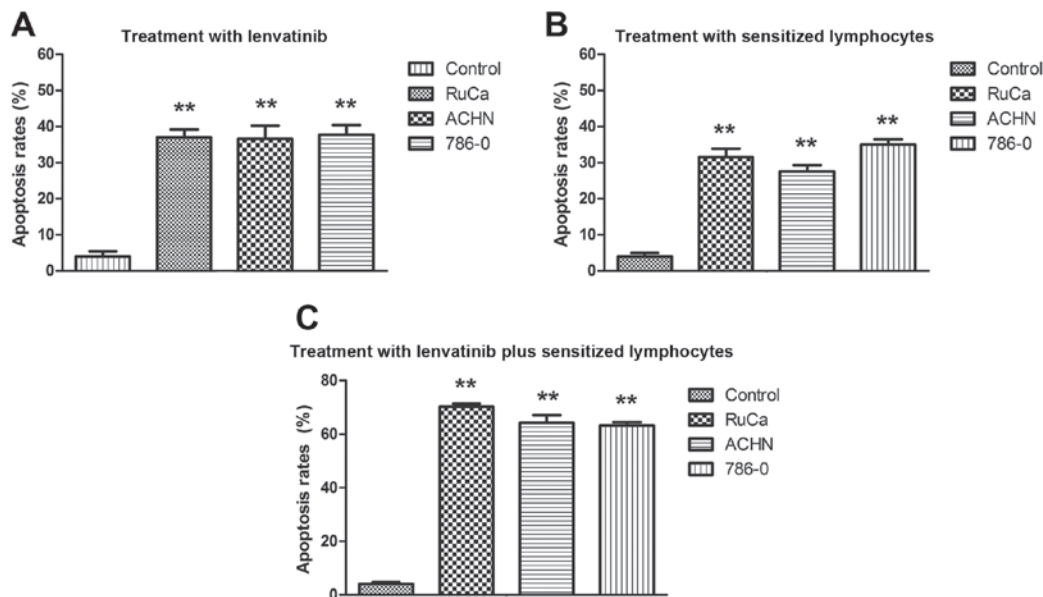 A
Treatment with lenvatinib
Apoptosis rates (%)
60
50
40
30
20
10
0
**
**
**
Control
RuCa
ACHN
786-0
B
Treatment with sensitized lymphocytes
Apoptosis rates (%)
60
50
40
30
20
10
0
**
**
**
Control
RuCa
ACHN
786-0
C
Treatment with lenvatinib plus sensitized lymphocytes
Apoptosis rates (%)
80
60
40
20
0
**
**
**
Control
RuCa
ACHN
786-0